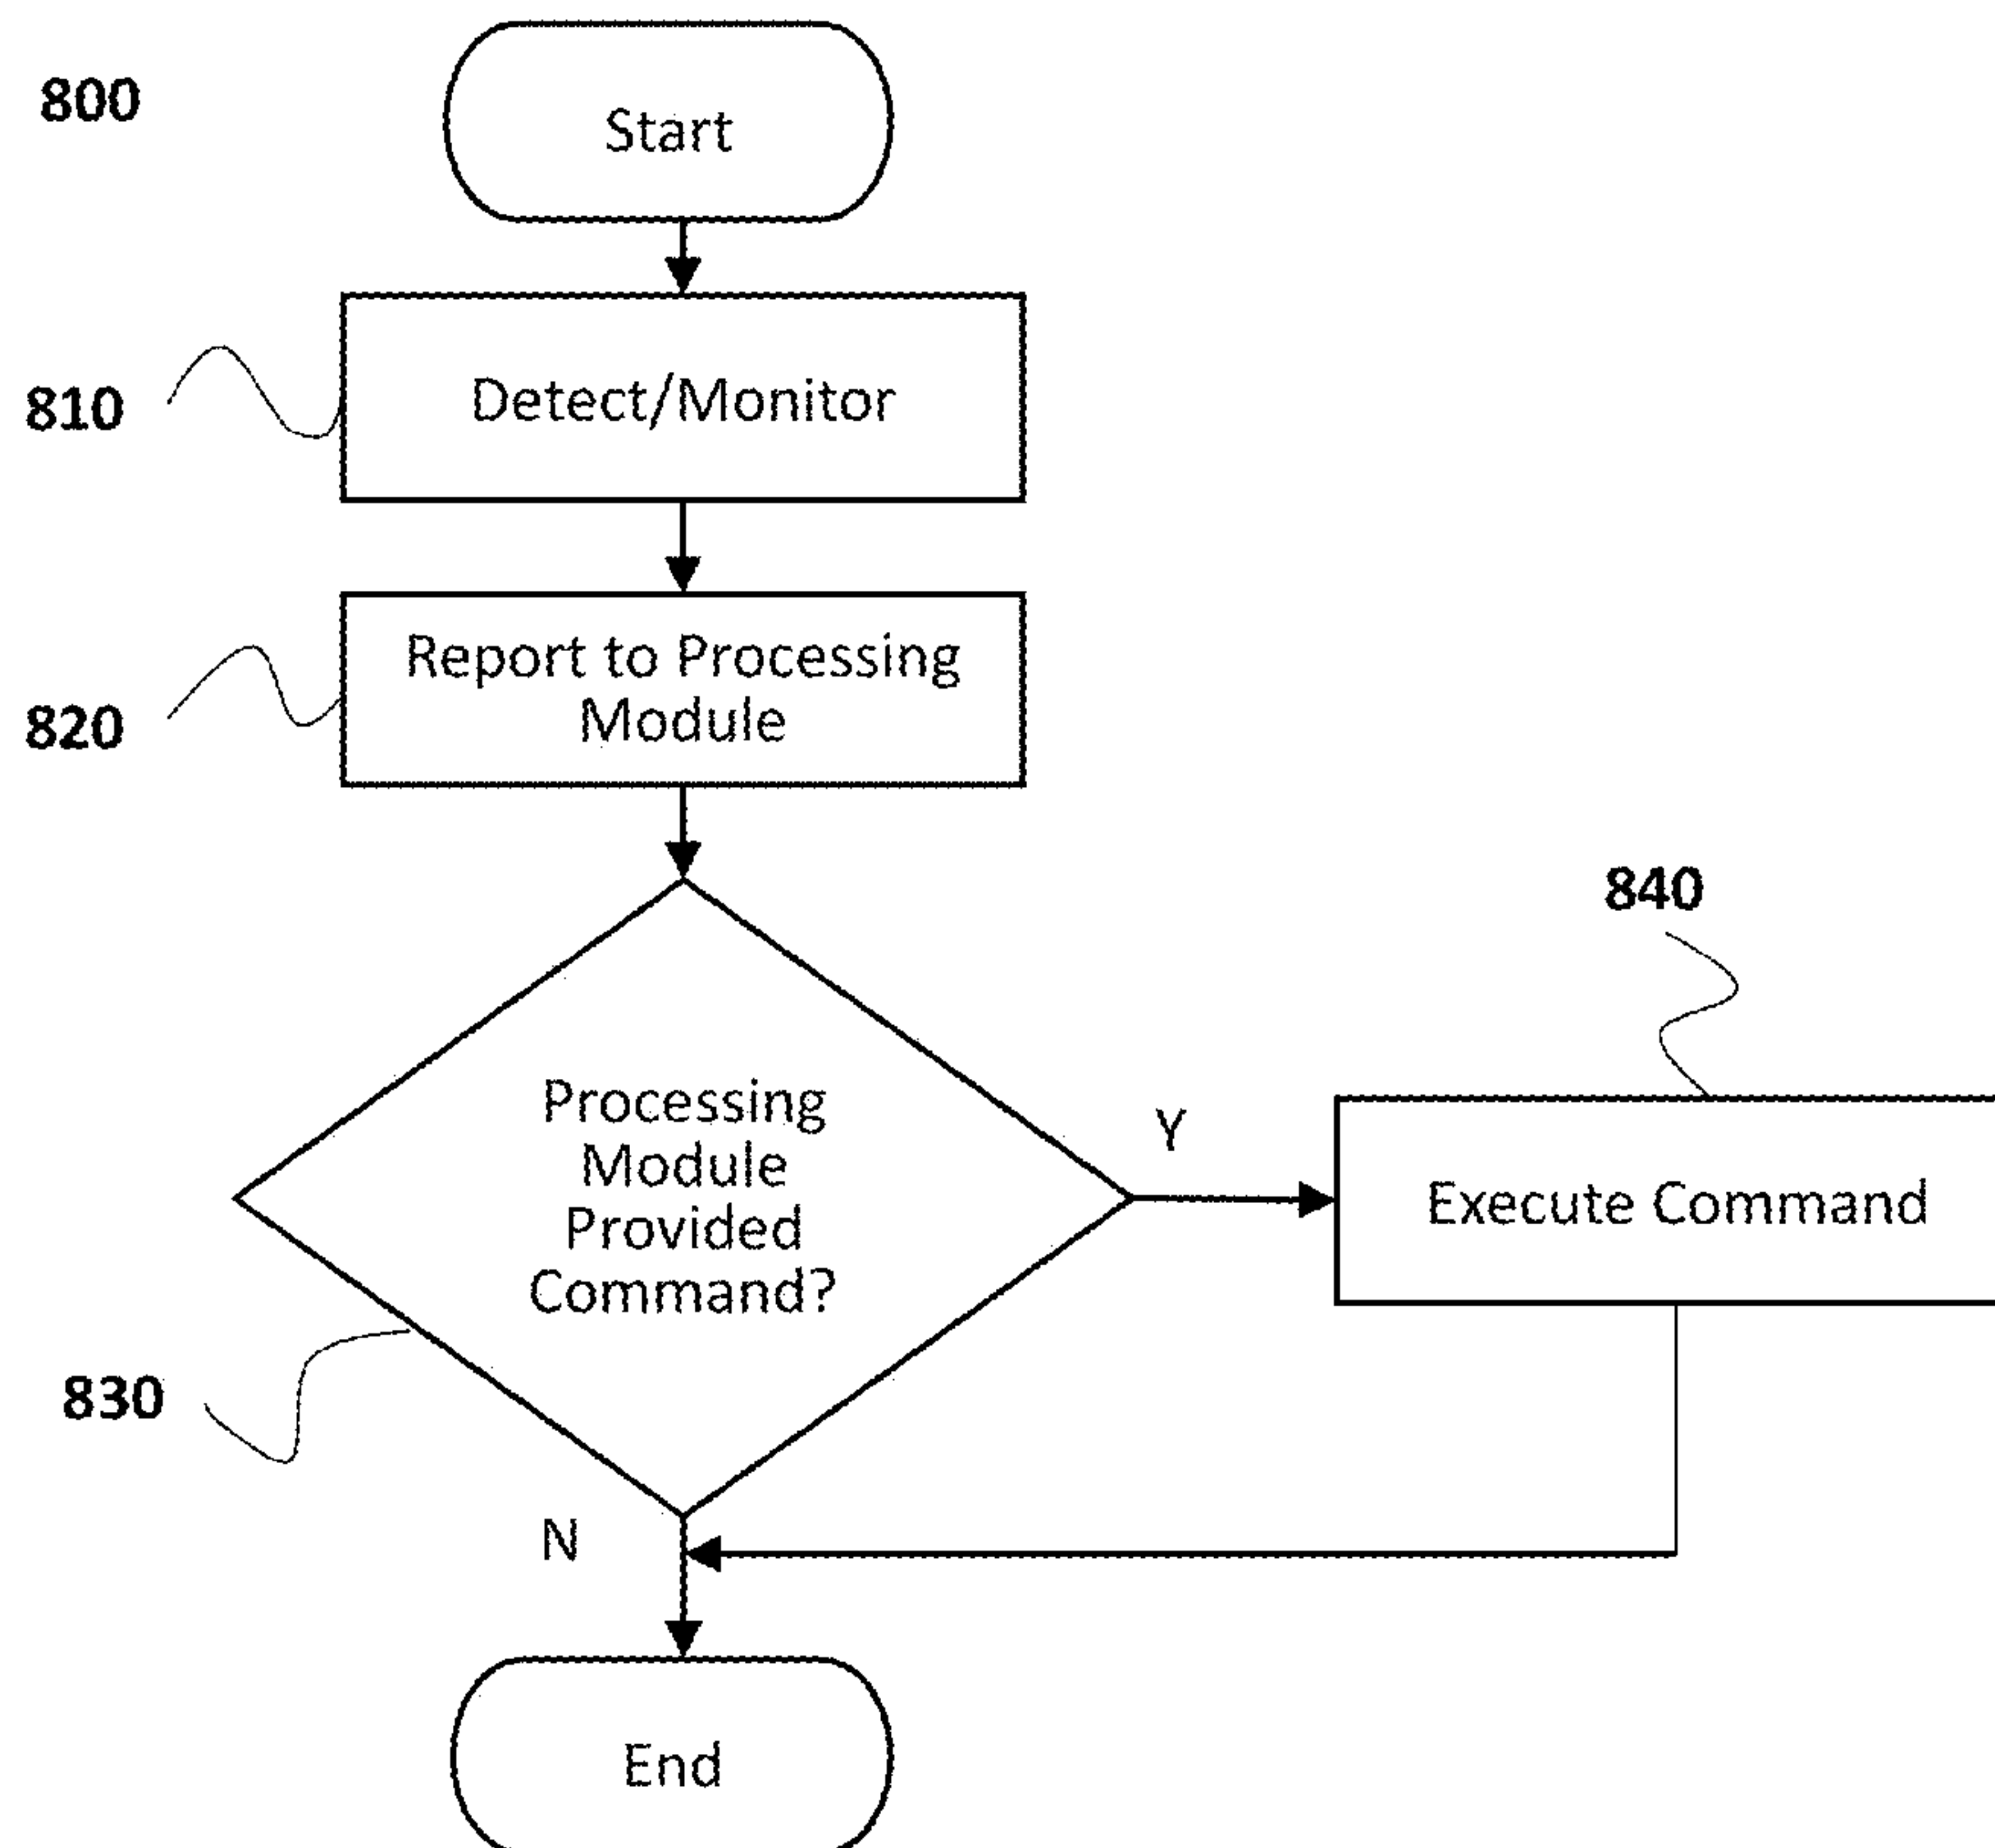 800
Start
810
Detect/Monitor
820
Report to Processing
Module
840
Processing
Module
Provided
Command?
Y
Execute Command
830
N
End